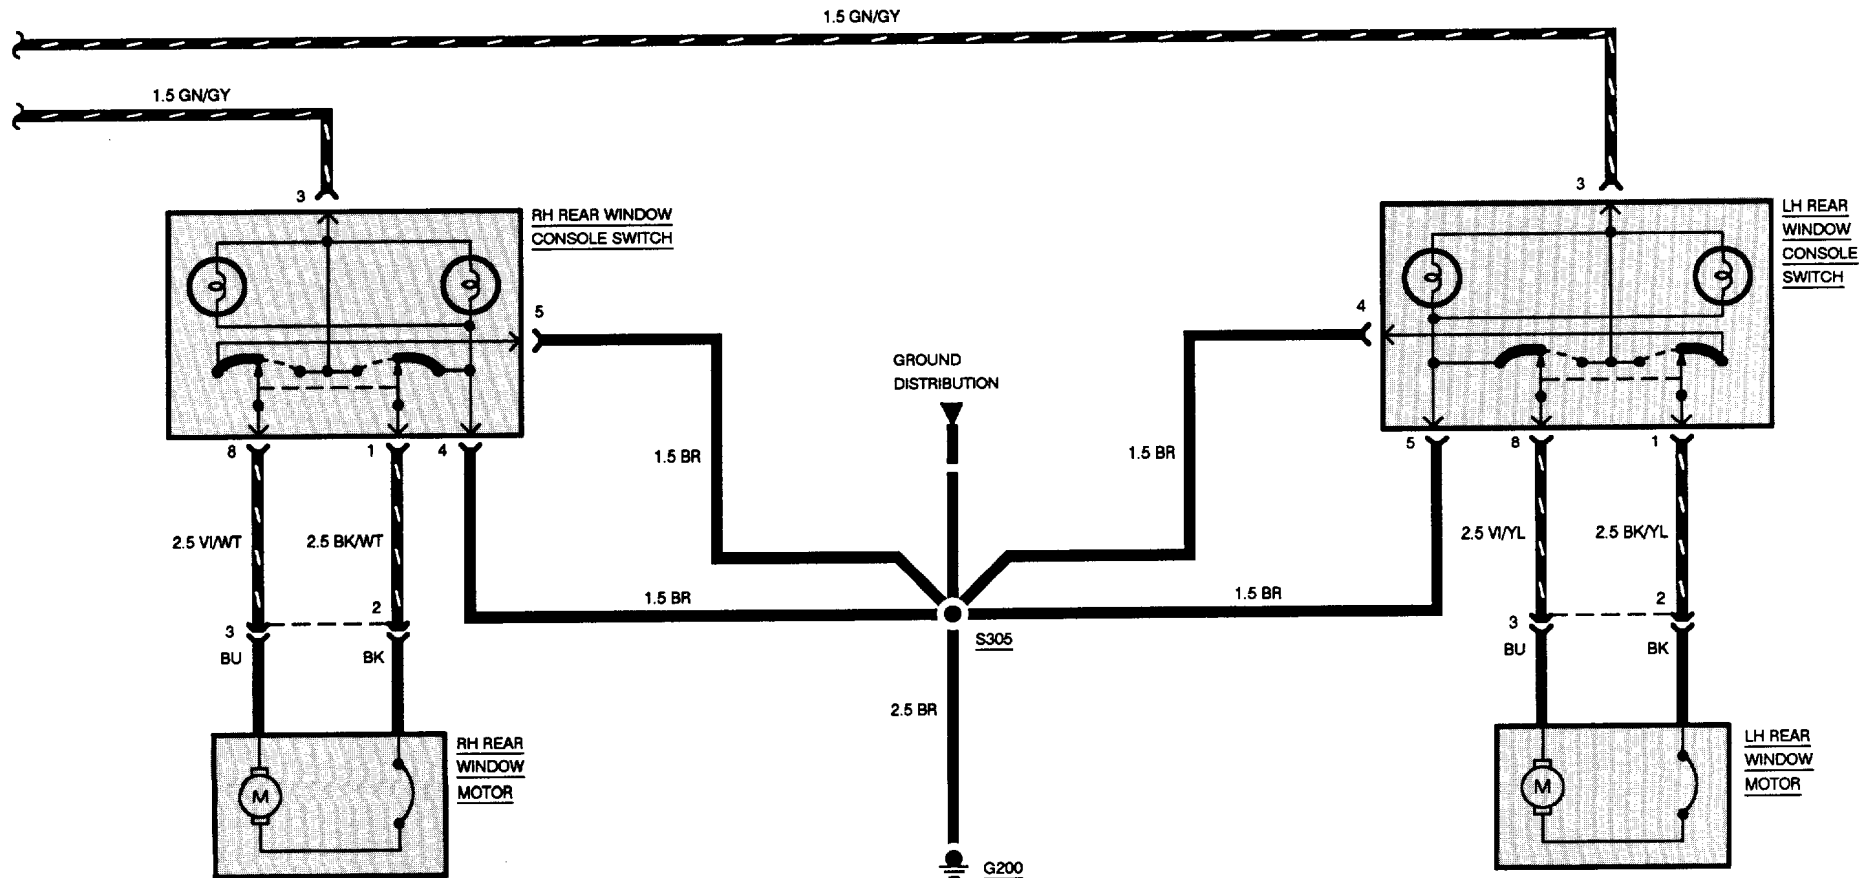 1.5 GN/GY
1.5 GN/GY
3
RH REAR WINDOW
CONSOLE SWITCH
3
LH REAR
WINDOW
CONSOLE
SWITCH
5
4
GROUND
DISTRIBUTION
8
1
4
1.5 BR
1.5 BR
5
8
1
2.5 VI/WT
2.5 BK/WT
2.5 VI/YL
2.5 BK/YL
1.5 BR
1.5 BR
3
2
BU
BK
S305
3
2
BU
BK
2.5 BR
RH REAR
WINDOW
MOTOR
M
LH REAR
WINDOW
MOTOR
M
G200